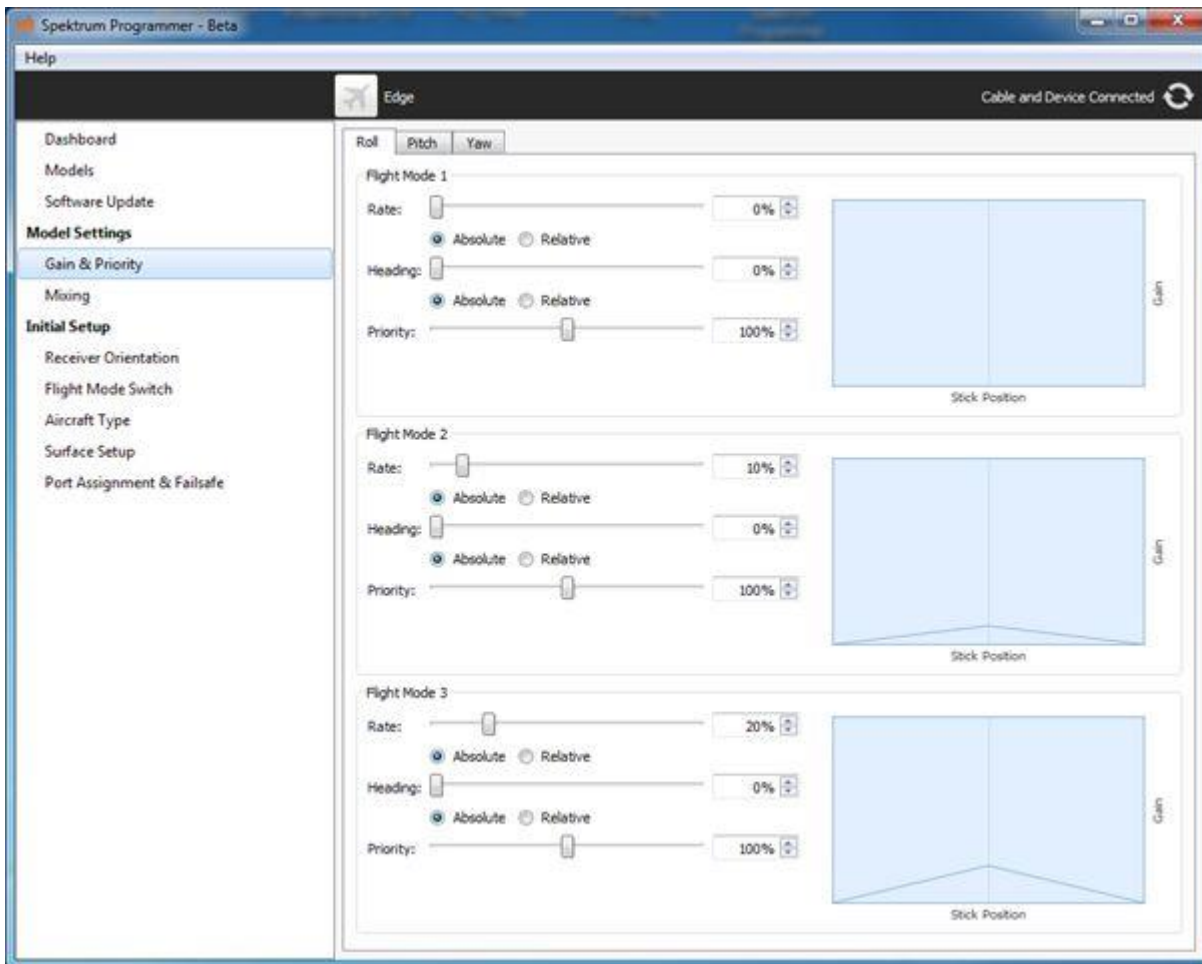 Spektrum Programmer - Beta
Help
Edge
Cable and Device Connected
Dashboard
Models
Software Update
Model Settings
Gain & Priority
Mixing
Initial Setup
Receiver Orientation
Flight Mode Switch
Aircraft Type
Surface Setup
Port Assignment & Failsafe
Roll Pitch Yaw
Flight Mode 1
Rate: 0%
Absolute Relative
Heading: 0%
Absolute Relative
Priority: 100%
Gain
Stick Position
Flight Mode 2
Rate: 10%
Absolute Relative
Heading: 0%
Absolute Relative
Priority: 100%
Gain
Stick Position
Flight Mode 3
Rate: 20%
Absolute Relative
Heading: 0%
Absolute Relative
Priority: 100%
Gain
Stick Position